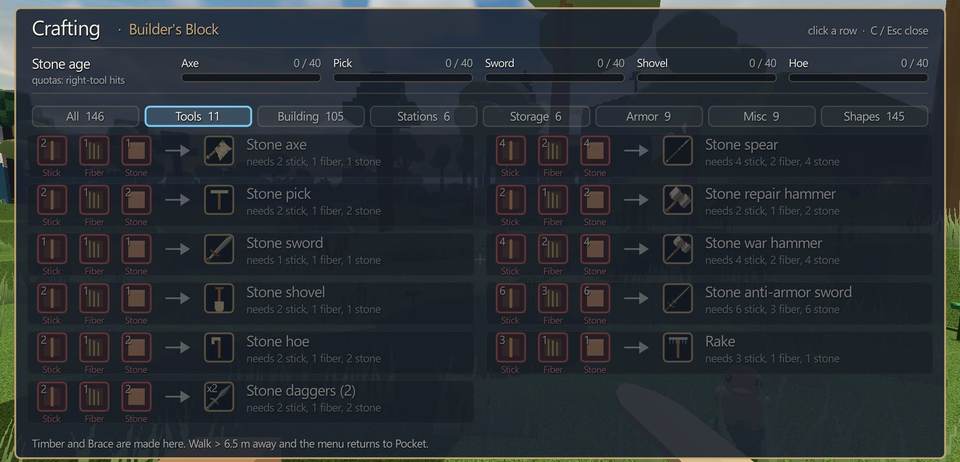 Crafting · Builder's Block
click a row · C / Esc close
Stone age
quotas: right-tool hits
Axe 0 / 40
Pick 0 / 40
Sword 0 / 40
Shovel 0 / 40
Hoe 0 / 40
All 146
Tools 11
Building 105
Stations 6
Storage 6
Armor 9
Misc 9
Shapes 145
2 1 1
Stone axe
needs 2 stick, 1 fiber, 1 stone
Stick Fiber Stone
2 1 2
Stone pick
needs 2 stick, 1 fiber, 2 stone
Stick Fiber Stone
1 1 1
Stone sword
needs 1 stick, 1 fiber, 1 stone
Stick Fiber Stone
2 1 2
Stone shovel
needs 2 stick, 1 fiber, 2 stone
Stick Fiber Stone
2 1 2
Stone hoe
needs 2 stick, 1 fiber, 2 stone
Stick Fiber Stone
2 1 2 x2
Stone daggers (2)
needs 2 stick, 1 fiber, 2 stone
Stick Fiber Stone
4 2 4
Stone spear
needs 4 stick, 2 fiber, 4 stone
Stick Fiber Stone
2 1 2
Stone repair hammer
needs 2 stick, 1 fiber, 2 stone
Stick Fiber Stone
4 2 4
Stone war hammer
needs 4 stick, 2 fiber, 4 stone
Stick Fiber Stone
6 3 6
Stone anti-armor sword
needs 6 stick, 3 fiber, 6 stone
Stick Fiber Stone
3 1 1
Rake
needs 3 stick, 1 fiber, 1 stone
Stick Fiber Stone
Timber and Brace are made here. Walk > 6.5 m away and the menu returns to Pocket.